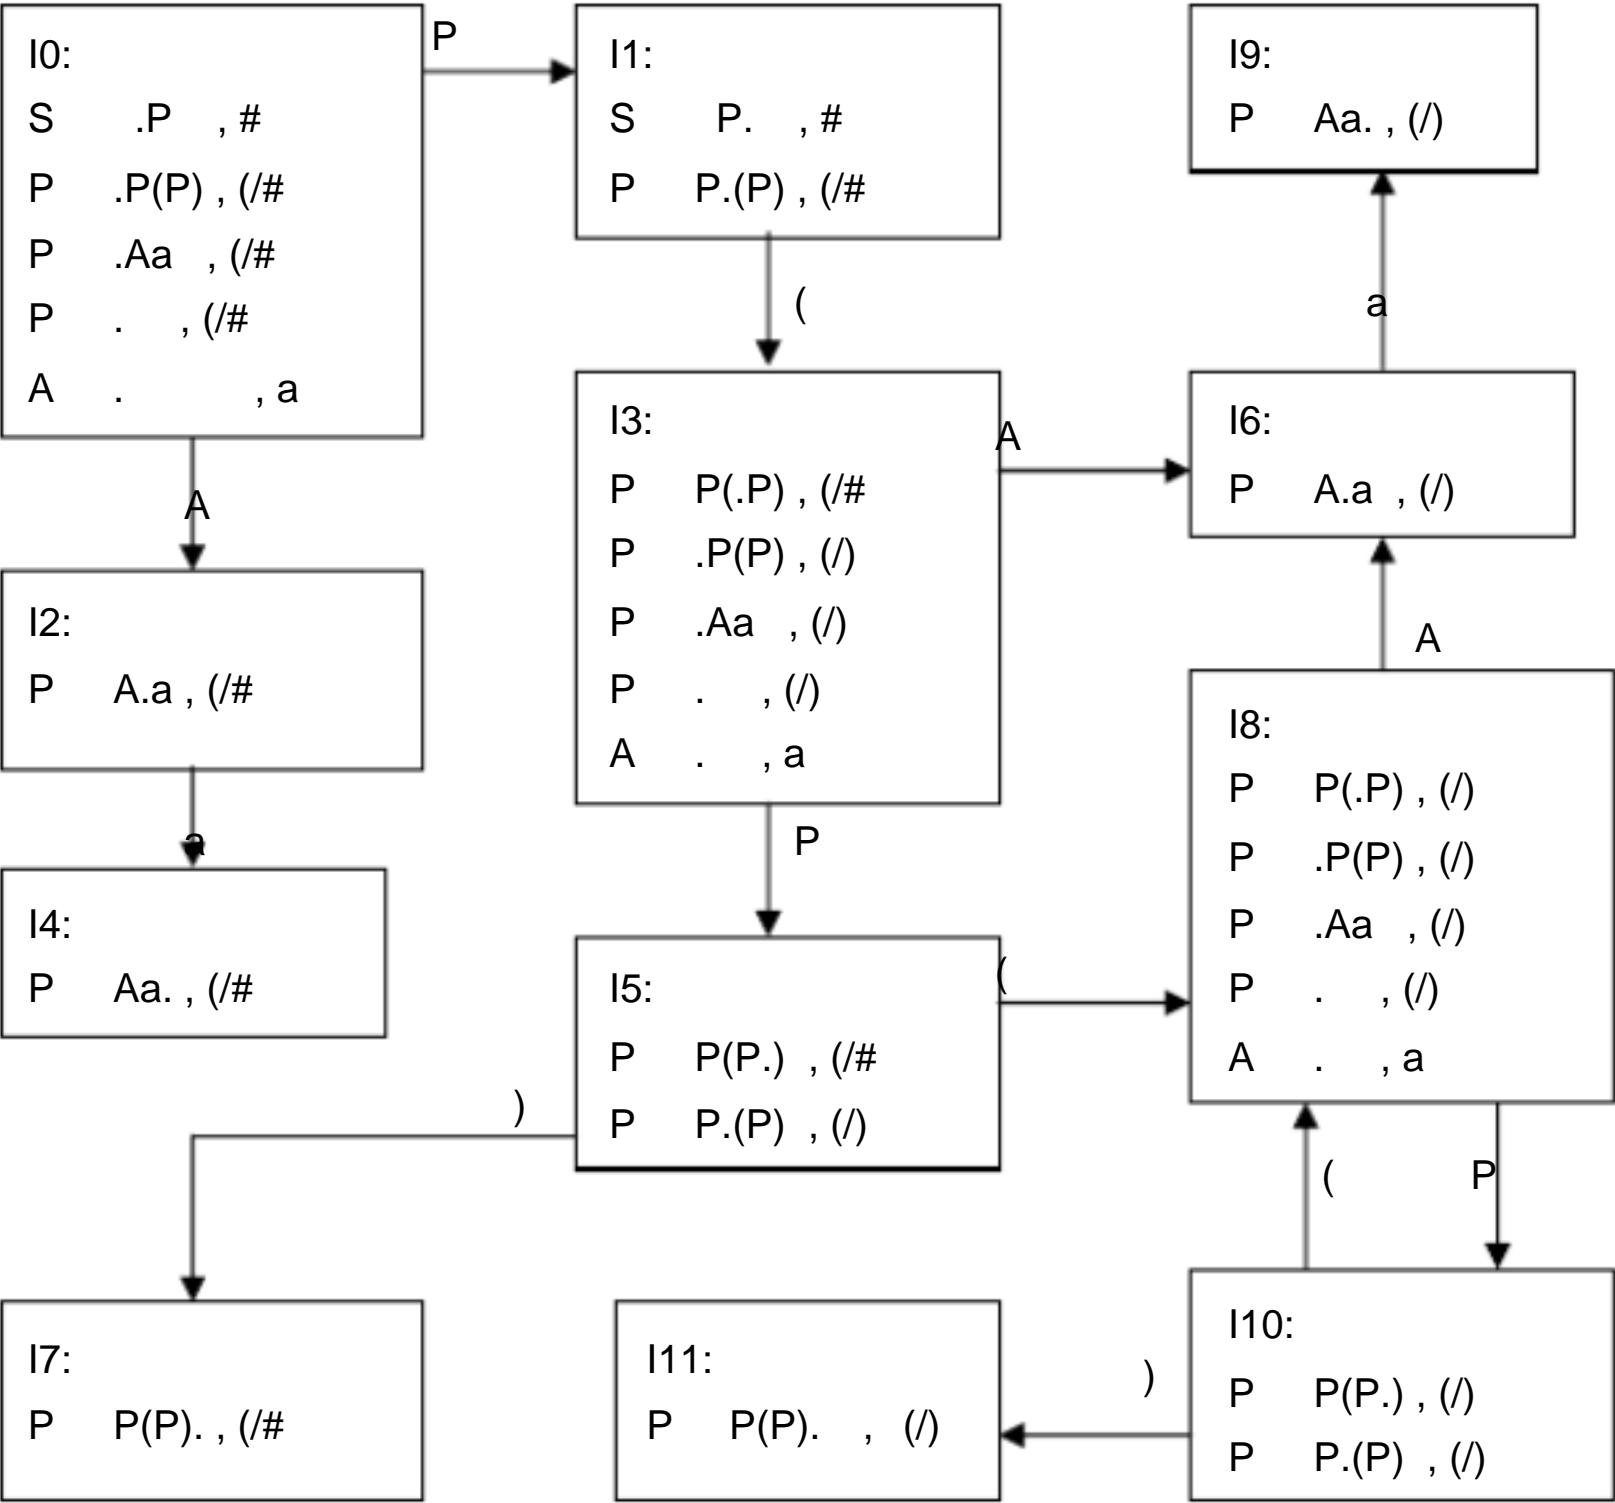 I0:
S .P , #
P .P(P) , (/#
P .Aa , (/#
P . , (/#
A . , a
P
I1:
S P. , #
P P.(P) , (/#
I9:
P Aa. , (/)
(
a
A
I3:
P P(.P) , (/#
P .P(P) , (/)
P .Aa , (/)
P . , (/)
A . , a
A
I6:
P A.a , (/)
I2:
P A.a , (/#
A
a
P
I8:
P P(.P) , (/)
P .P(P) , (/)
P .Aa , (/)
P . , (/)
A . , a
I4:
P Aa. , (/#
I5:
P P(P.) , (/#
P P.(P) , (/)
(
)
(
P
I7:
P P(P). , (/#
I11:
P P(P). , (/)
)
I10:
P P(P.) , (/)
P P.(P) , (/)